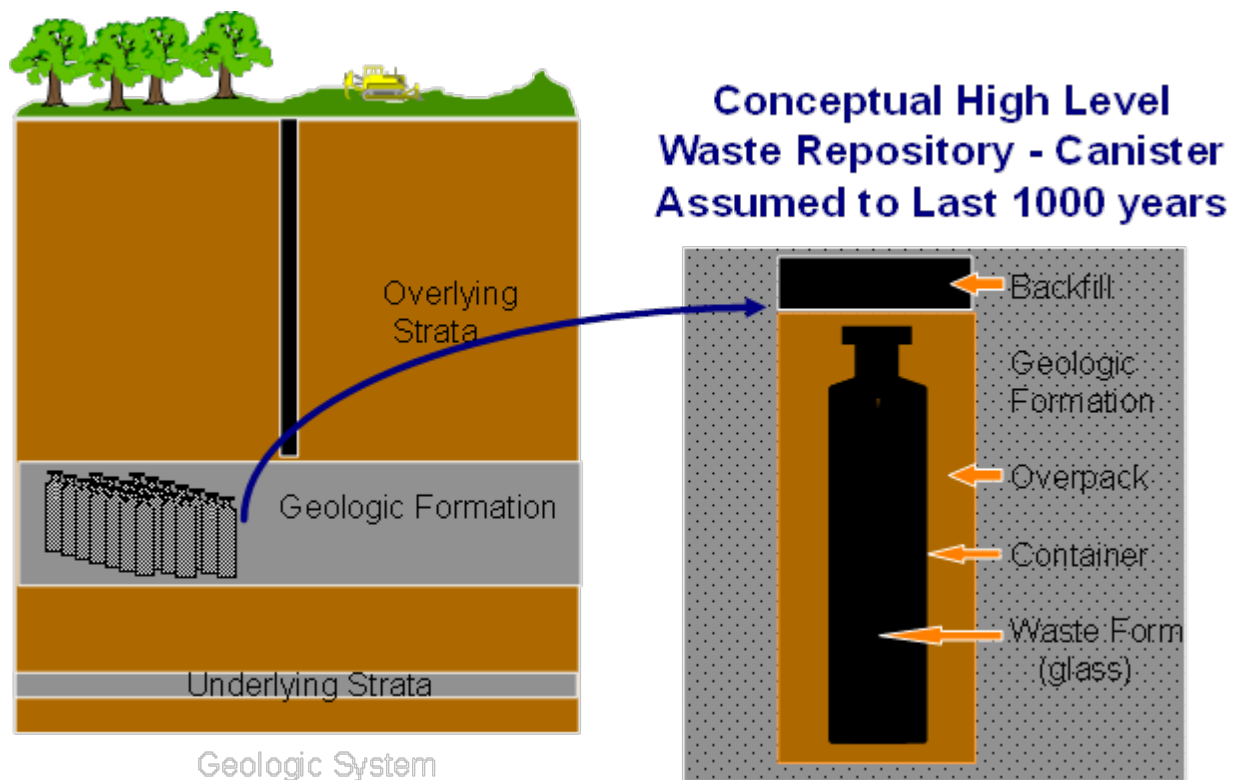 Conceptual High Level
Waste Repository - Canister
Assumed to Last 1000 years
Overlying
Strata
Geologic Formation
Underlying Strata
Geologic System
Backfill
Geologic
Formation
Overpack
Container
Waste Form
(glass)